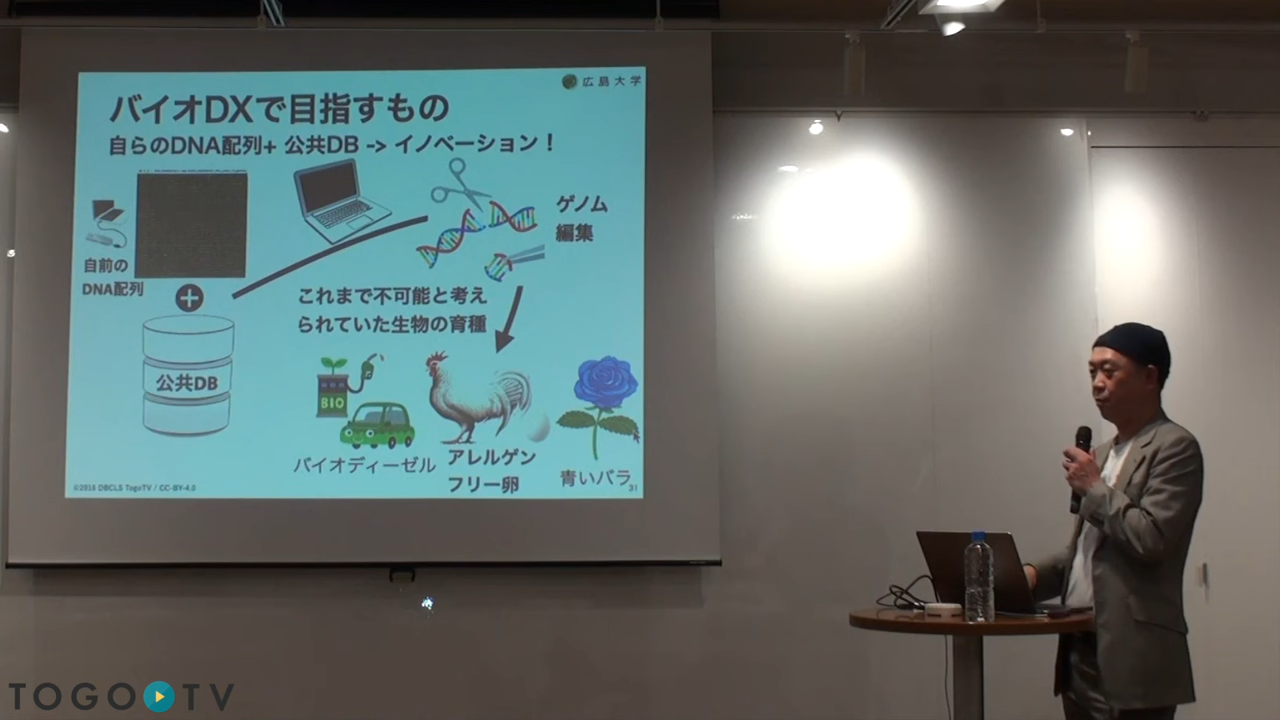 広島大学
バイオDXで目指すもの
自らのDNA配列+ 公共DB -> イノベーション！
ゲノム
編集
自前の
DNA配列
これまで不可能と考え
られていた生物の育種
公共DB
BIO
バイオディーゼル
アレルゲン
フリー卵
青いバラ
©2016 DBCLS TogoTV / CC-BY-4.0
31
TOGO TV